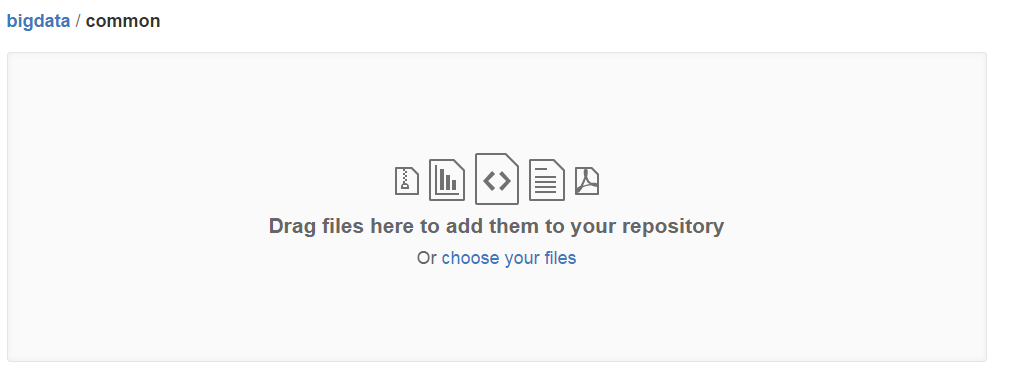 bigdata / common
Drag files here to add them to your repository
Or choose your files